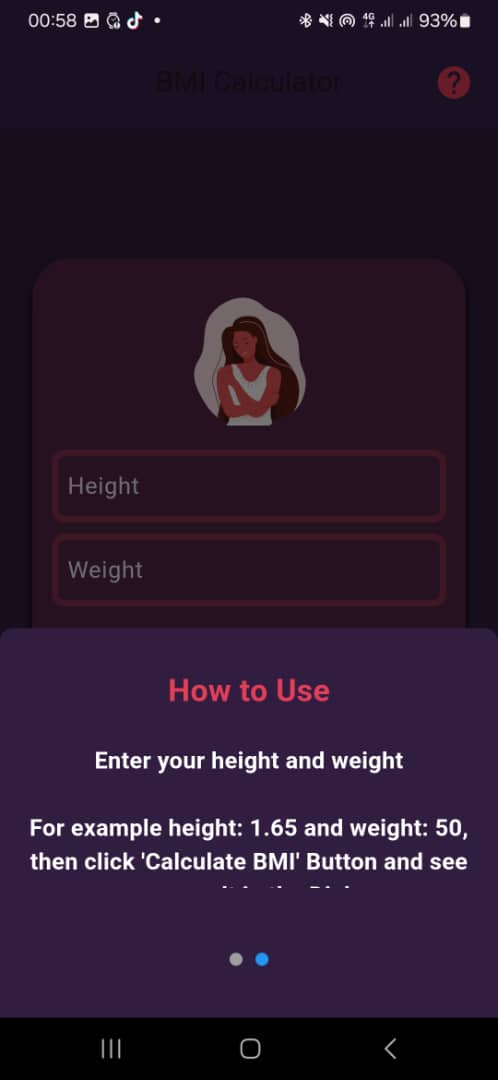 00:58 4G 93%
BMI Calculator
?
Height
Weight
How to Use
Enter your height and weight
For example height: 1.65 and weight: 50,
then click 'Calculate BMI' Button and see